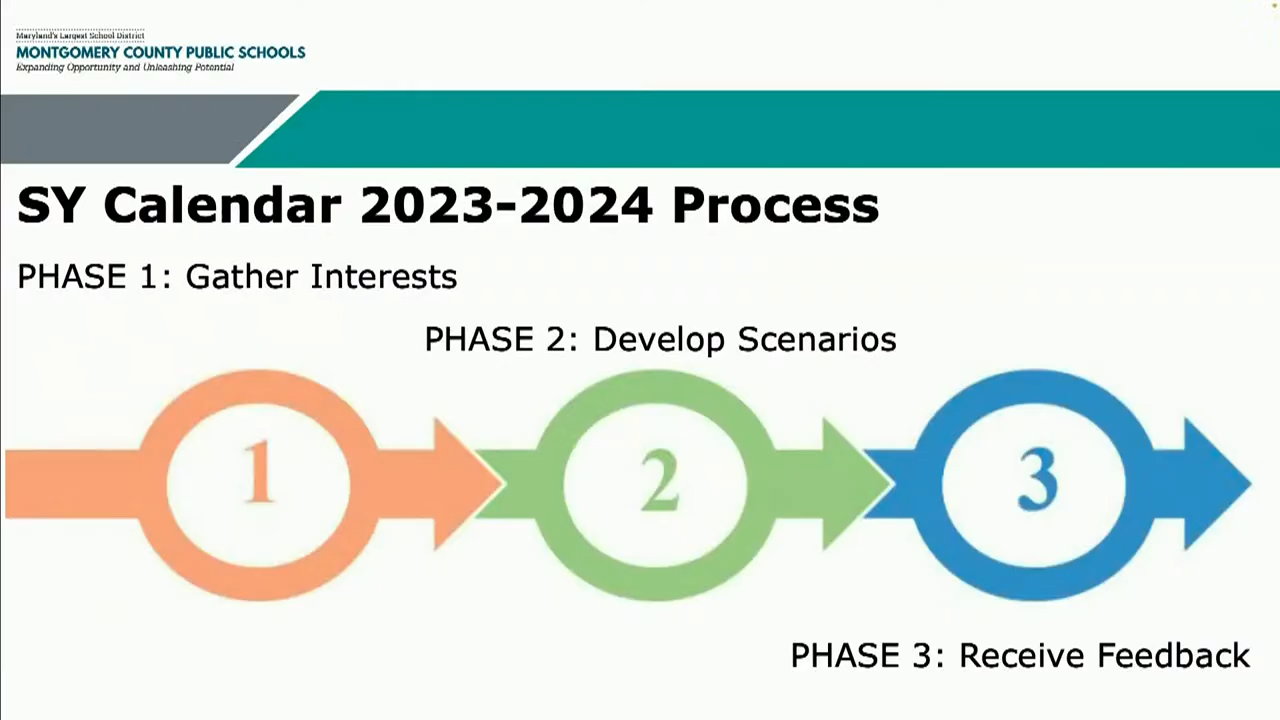 Maryland's Largest School District
MONTGOMERY COUNTY PUBLIC SCHOOLS
Expanding Opportunity and Unleashing Potential
SY Calendar 2023-2024 Process
PHASE 1: Gather Interests
PHASE 2: Develop Scenarios
1
2
3
PHASE 3: Receive Feedback